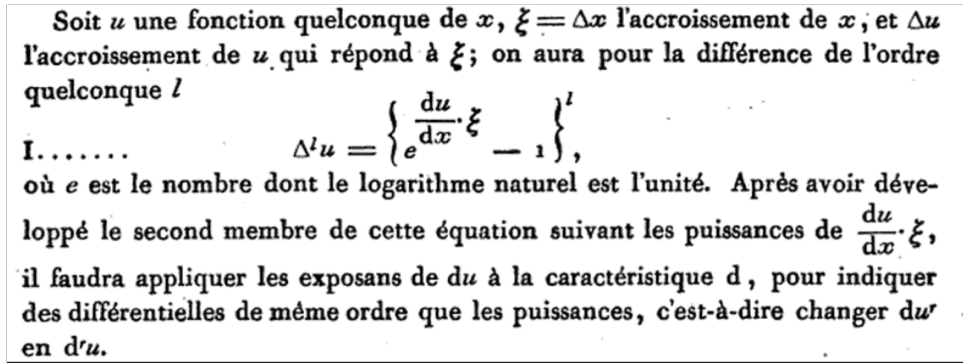 Soit u une fonction quelconque de x, ξ = Δx l'accroissement de x, et Δu
l'accroissement de u qui répond à ξ; on aura pour la différence de l'ordre
quelconque l
I....... Δˡu = { e^(du/dx · ξ) — 1 }ˡ,
où e est le nombre dont le logarithme naturel est l'unité. Après avoir déve-
loppé le second membre de cette équation suivant les puissances de du/dx · ξ,
il faudra appliquer les exposans de du à la caractéristique d, pour indiquer
des différentielles de même ordre que les puissances, c'est-à-dire changer duʳ
en dʳu.